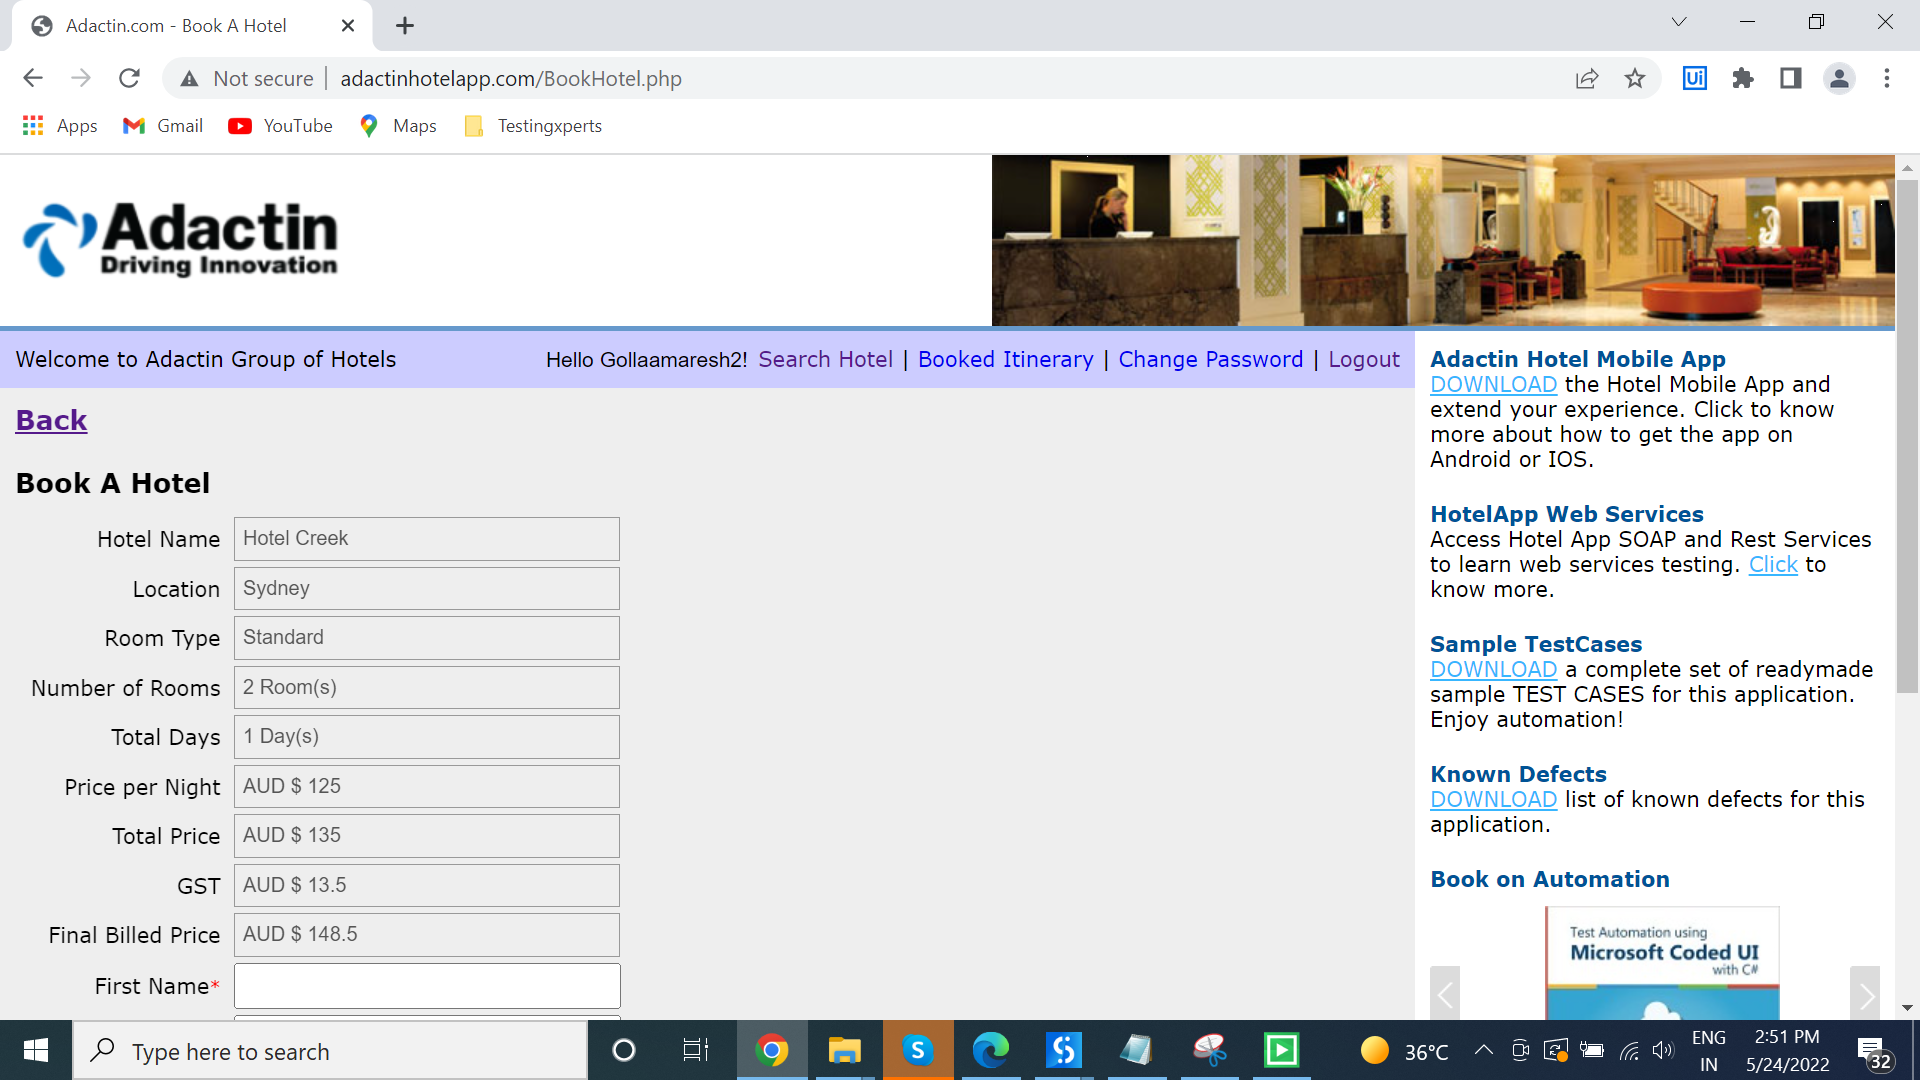 Adactin.com - Book A Hotel
Not secure
adactinhotelapp.com/BookHotel.php
Ui
Apps
Gmail
YouTube
Maps
Testingxperts
Adactin
Driving Innovation
Welcome to Adactin Group of Hotels
Hello Gollaamaresh2! Search Hotel | Booked Itinerary | Change Password | Logout
Back
Book A Hotel
Hotel Name Hotel Creek
Location Sydney
Room Type Standard
Number of Rooms 2 Room(s)
Total Days 1 Day(s)
Price per Night AUD $ 125
Total Price AUD $ 135
GST AUD $ 13.5
Final Billed Price AUD $ 148.5
First Name*
Adactin Hotel Mobile App
DOWNLOAD the Hotel Mobile App and
extend your experience. Click to know
more about how to get the app on
Android or IOS.
HotelApp Web Services
Access Hotel App SOAP and Rest Services
to learn web services testing. Click to
know more.
Sample TestCases
DOWNLOAD a complete set of readymade
sample TEST CASES for this application.
Enjoy automation!
Known Defects
DOWNLOAD list of known defects for this
application.
Book on Automation
Test Automation using
Microsoft Coded UI
with C#
Type here to search
S
36°C
ENG
IN
2:51 PM
5/24/2022
32